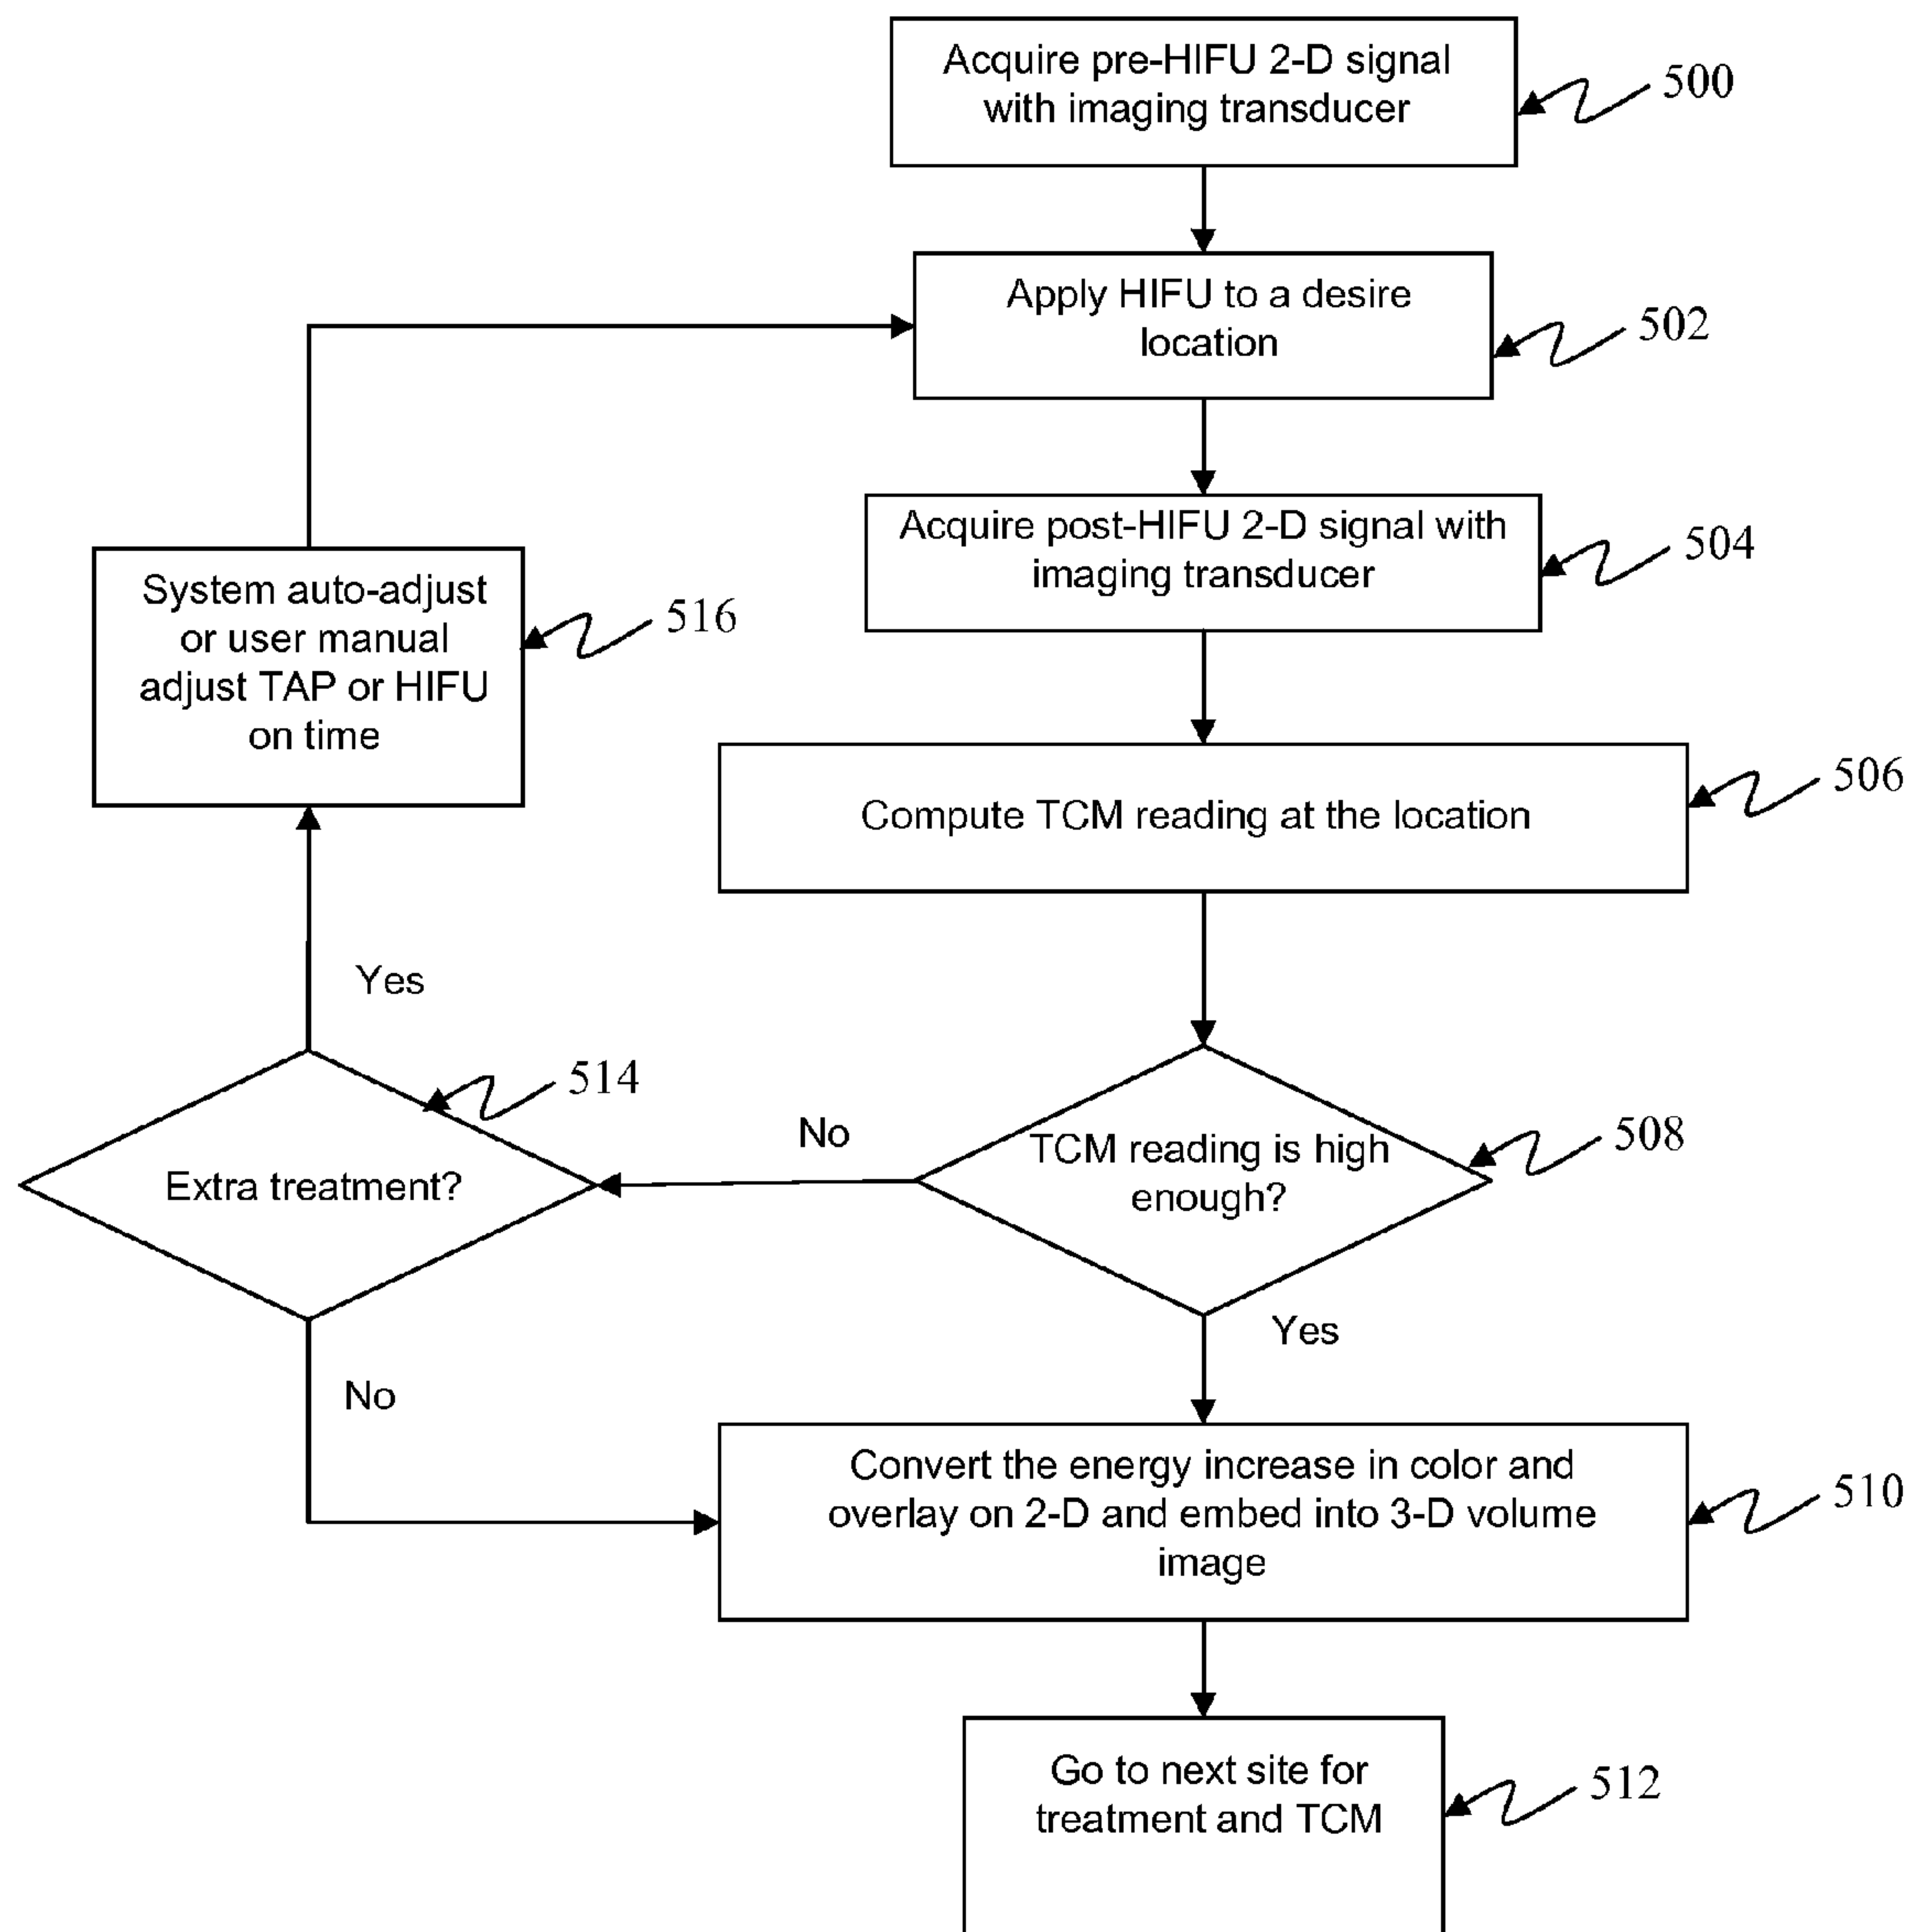 Acquire pre-HIFU 2-D signal
with imaging transducer
500
Apply HIFU to a desire
location
502
Acquire post-HIFU 2-D signal with
imaging transducer
504
System auto-adjust
or user manual
adjust TAP or HIFU
on time
516
Compute TCM reading at the location
506
Yes
514
Extra treatment?
No
TCM reading is high
enough?
508
Yes
No
Convert the energy increase in color and
overlay on 2-D and embed into 3-D volume
image
510
Go to next site for
treatment and TCM
512